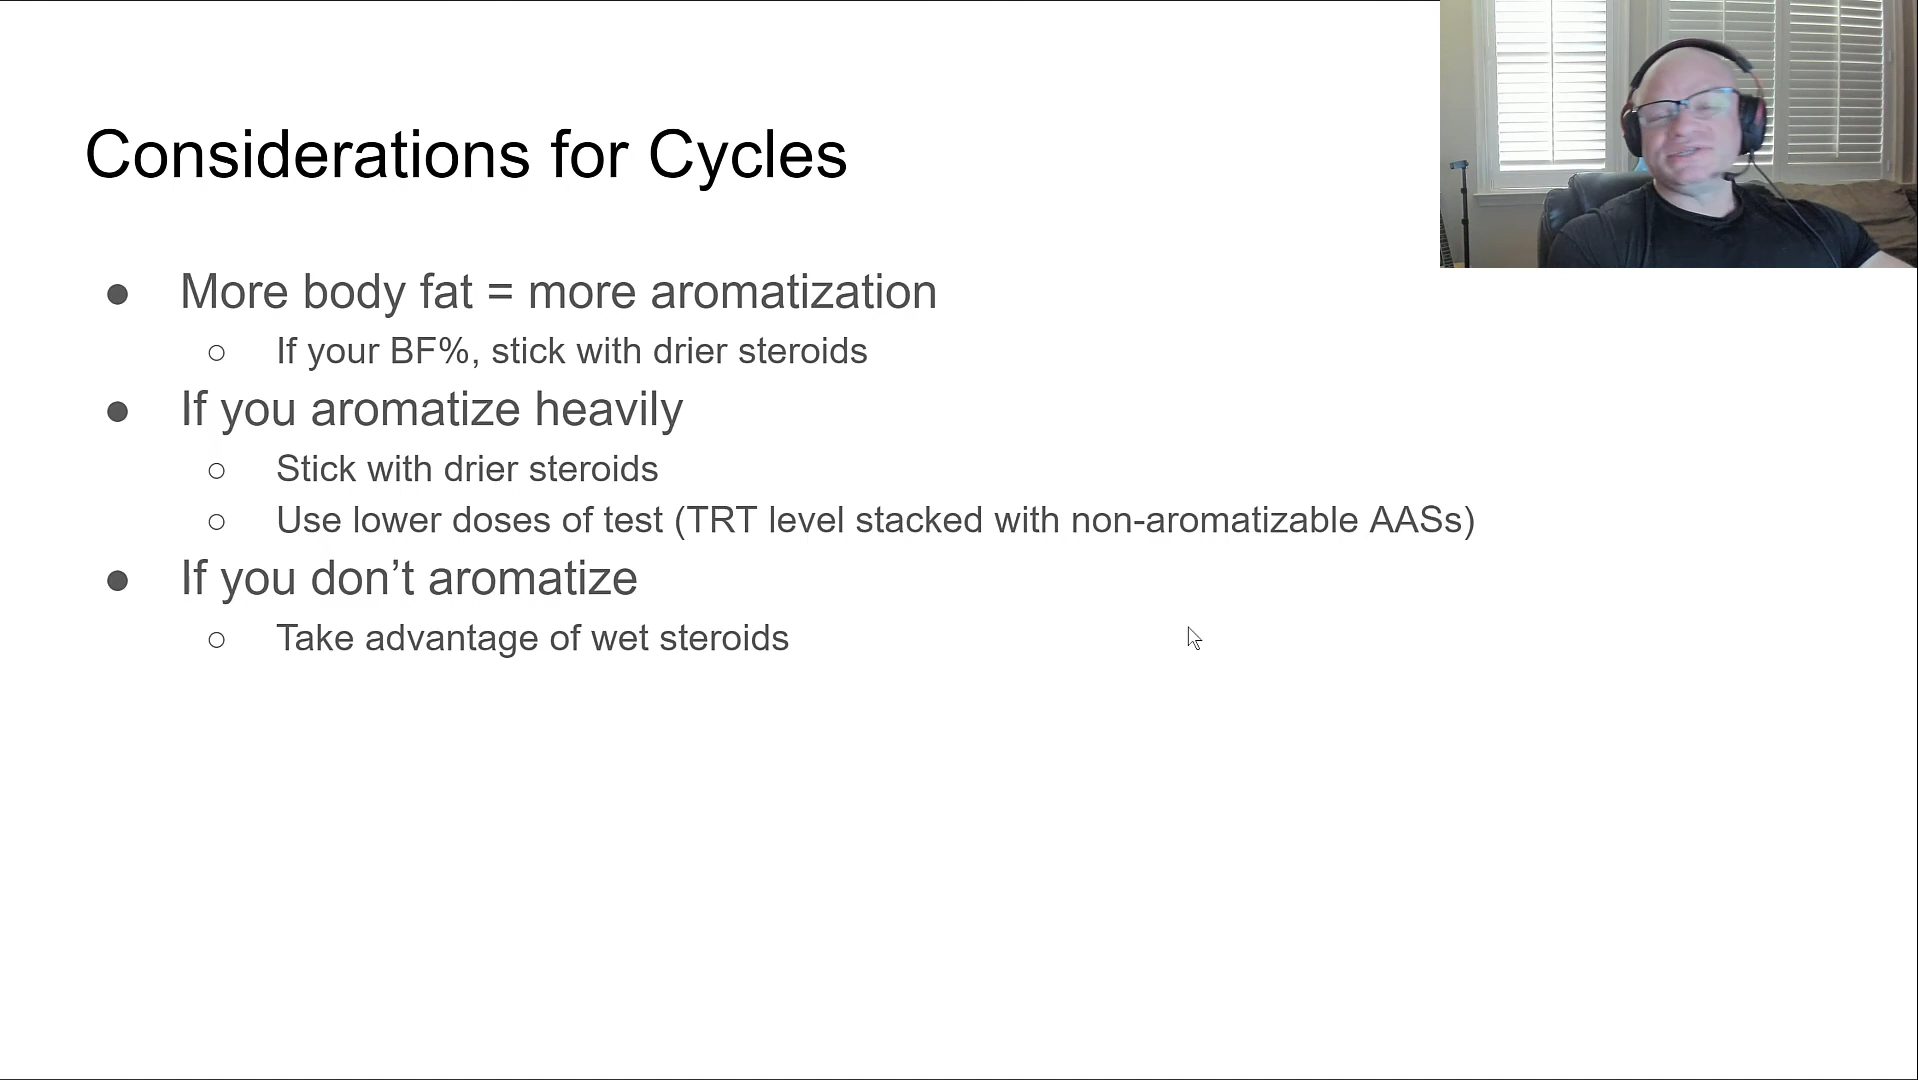 Considerations for Cycles
● More body fat = more aromatization
○ If your BF%, stick with drier steroids
● If you aromatize heavily
○ Stick with drier steroids
○ Use lower doses of test (TRT level stacked with non-aromatizable AASs)
● If you don’t aromatize
○ Take advantage of wet steroids